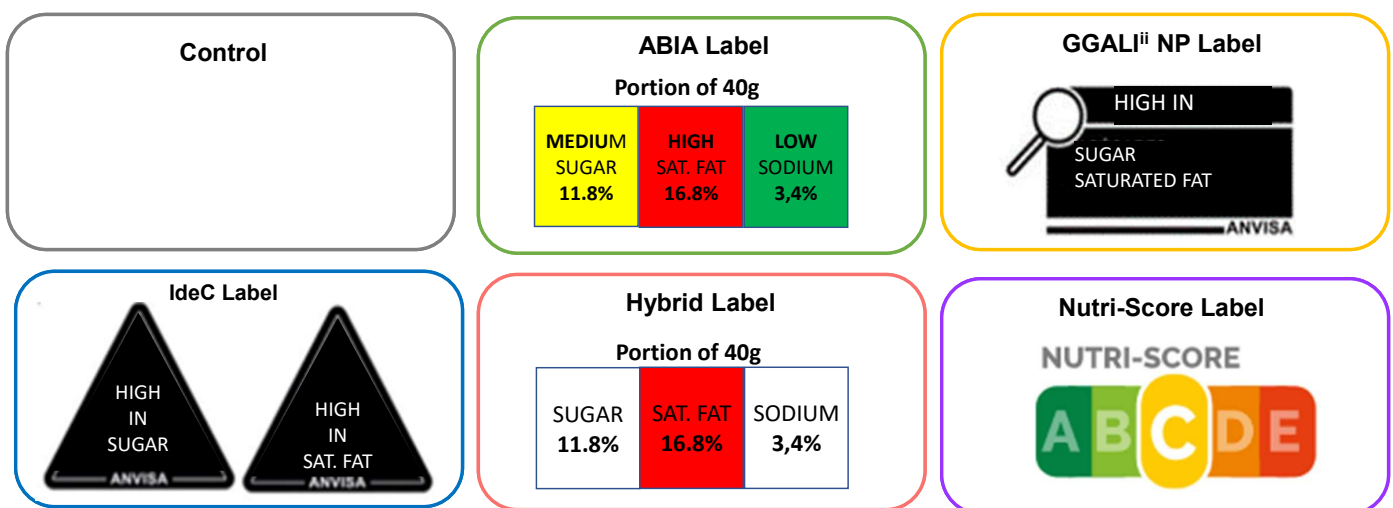 Control
ABIA Label
Portion of 40g
MEDIUM
SUGAR
11.8%
HIGH
SAT. FAT
16.8%
LOW
SODIUM
3,4%
GGALIⁱⁱ NP Label
HIGH IN
SUGAR
SATURATED FAT
ANVISA
IdeC Label
HIGH
IN
SUGAR
ANVISA
HIGH
IN
SAT. FAT
ANVISA
Hybrid Label
Portion of 40g
SUGAR
11.8%
SAT. FAT
16.8%
SODIUM
3,4%
Nutri-Score Label
NUTRI-SCORE
A B C D E